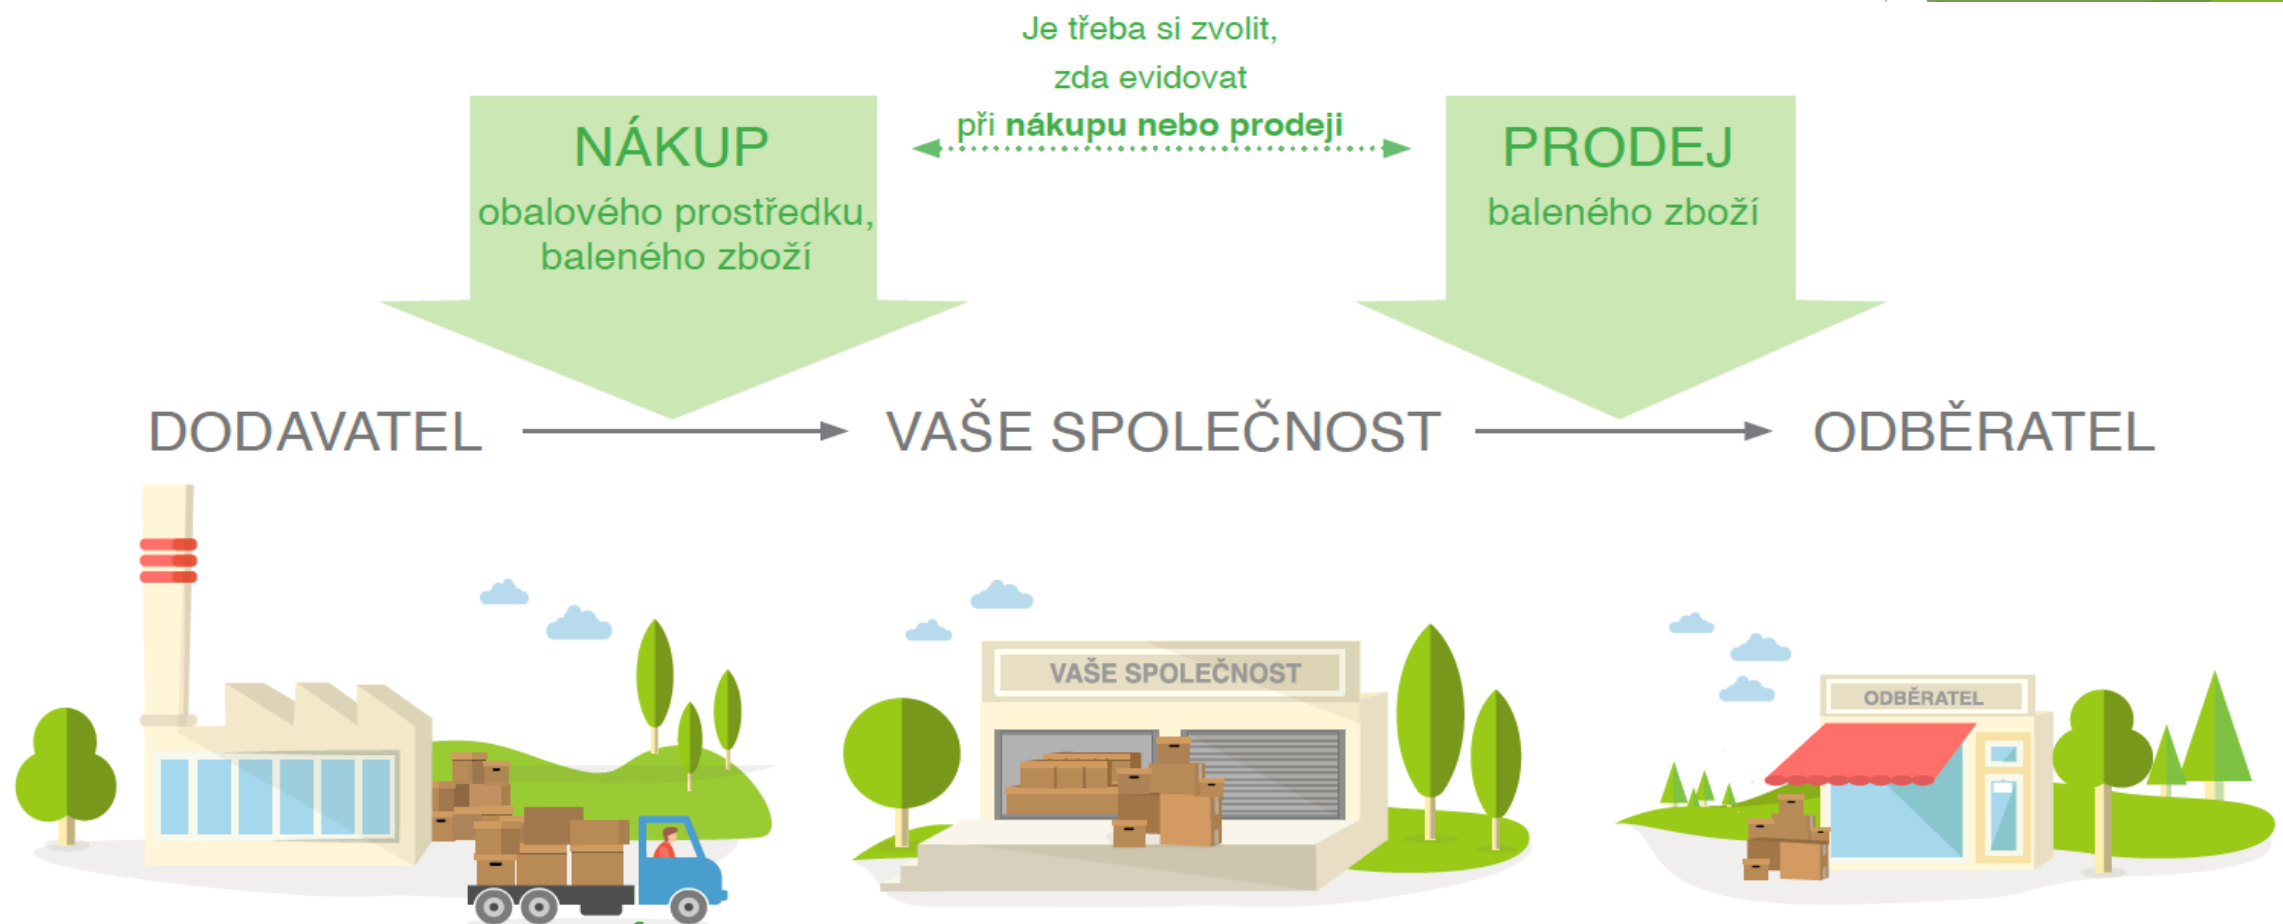 Je třeba si zvolit,
zda evidovat
při nákupu nebo prodeji
NÁKUP
obalového prostředku,
baleného zboží
PRODEJ
baleného zboží
DODAVATEL
VAŠE SPOLEČNOST
ODBĚRATEL
VAŠE SPOLEČNOST
ODBĚRATEL